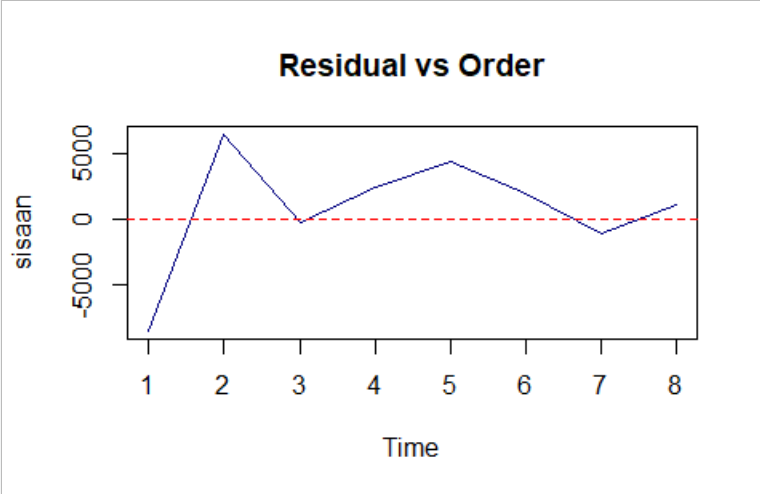 Residual vs Order
5000
0
-5000
sisaan
1 2 3 4 5 6 7 8
Time